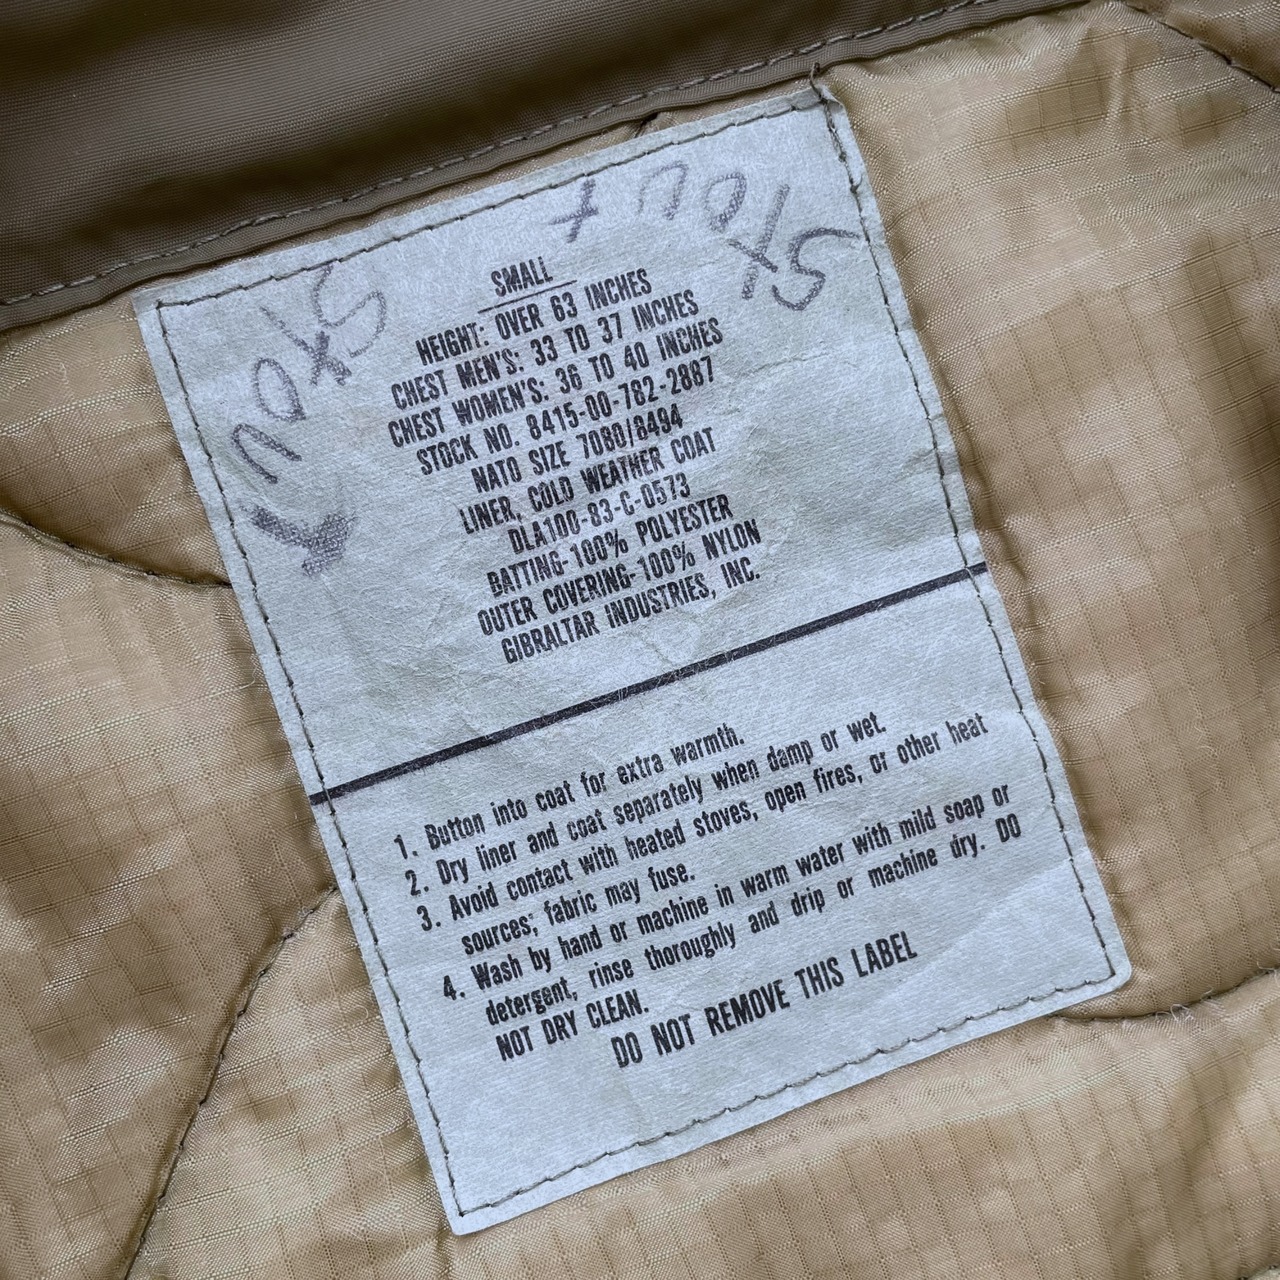 SMALL
HEIGHT: OVER 63 INCHES
CHEST MEN'S: 33 TO 37 INCHES
CHEST WOMEN'S: 36 TO 40 INCHES
STOCK NO. 8415-00-782-2887
NATO SIZE 7080/8494
LINER, COLD WEATHER COAT
DLA100-83-C-0573
BATTING-100% POLYESTER
OUTER COVERING-100% NYLON
GIBRALTAR INDUSTRIES, INC.
1. Button into coat for extra warmth.
2. Dry liner and coat separately when damp or wet.
3. Avoid contact with heated stoves, open fires, or other heat
sources; fabric may fuse.
4. Wash by hand or machine in warm water with mild soap or
detergent, rinse thoroughly and drip or machine dry. DO
NOT DRY CLEAN.
DO NOT REMOVE THIS LABEL